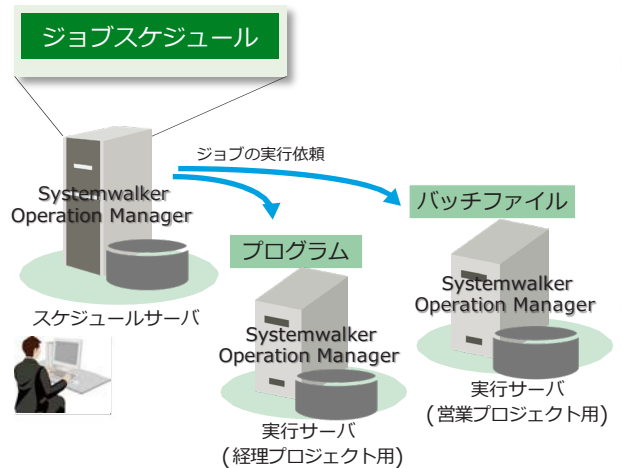 ジョブスケジュール
ジョブの実行依頼
Systemwalker
Operation Manager
スケジュールサーバ
プログラム
Systemwalker
Operation Manager
実行サーバ
(経理プロジェクト用)
バッチファイル
Systemwalker
Operation Manager
実行サーバ
(営業プロジェクト用)